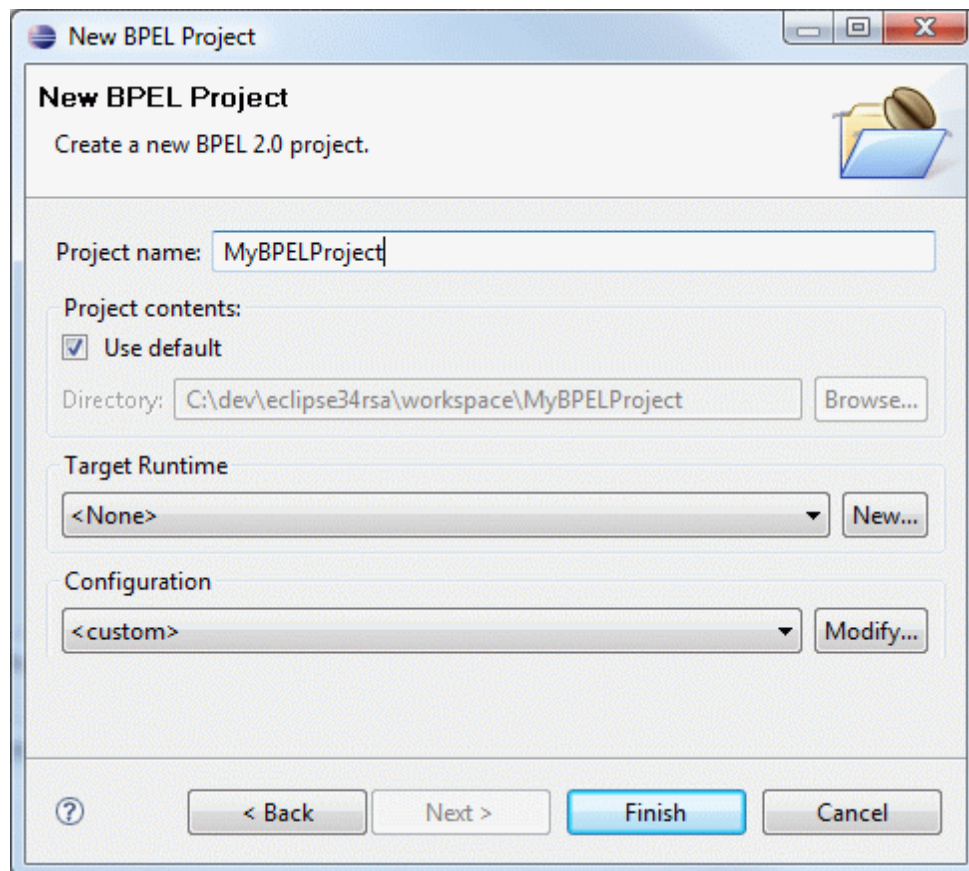 New BPEL Project
New BPEL Project
Create a new BPEL 2.0 project.
Project name: MyBPELProject
Project contents:
Use default
Directory: C:\dev\eclipse34rsa\workspace\MyBPELProject Browse...
Target Runtime
<None> New...
Configuration
<custom> Modify...
? < Back Next > Finish Cancel